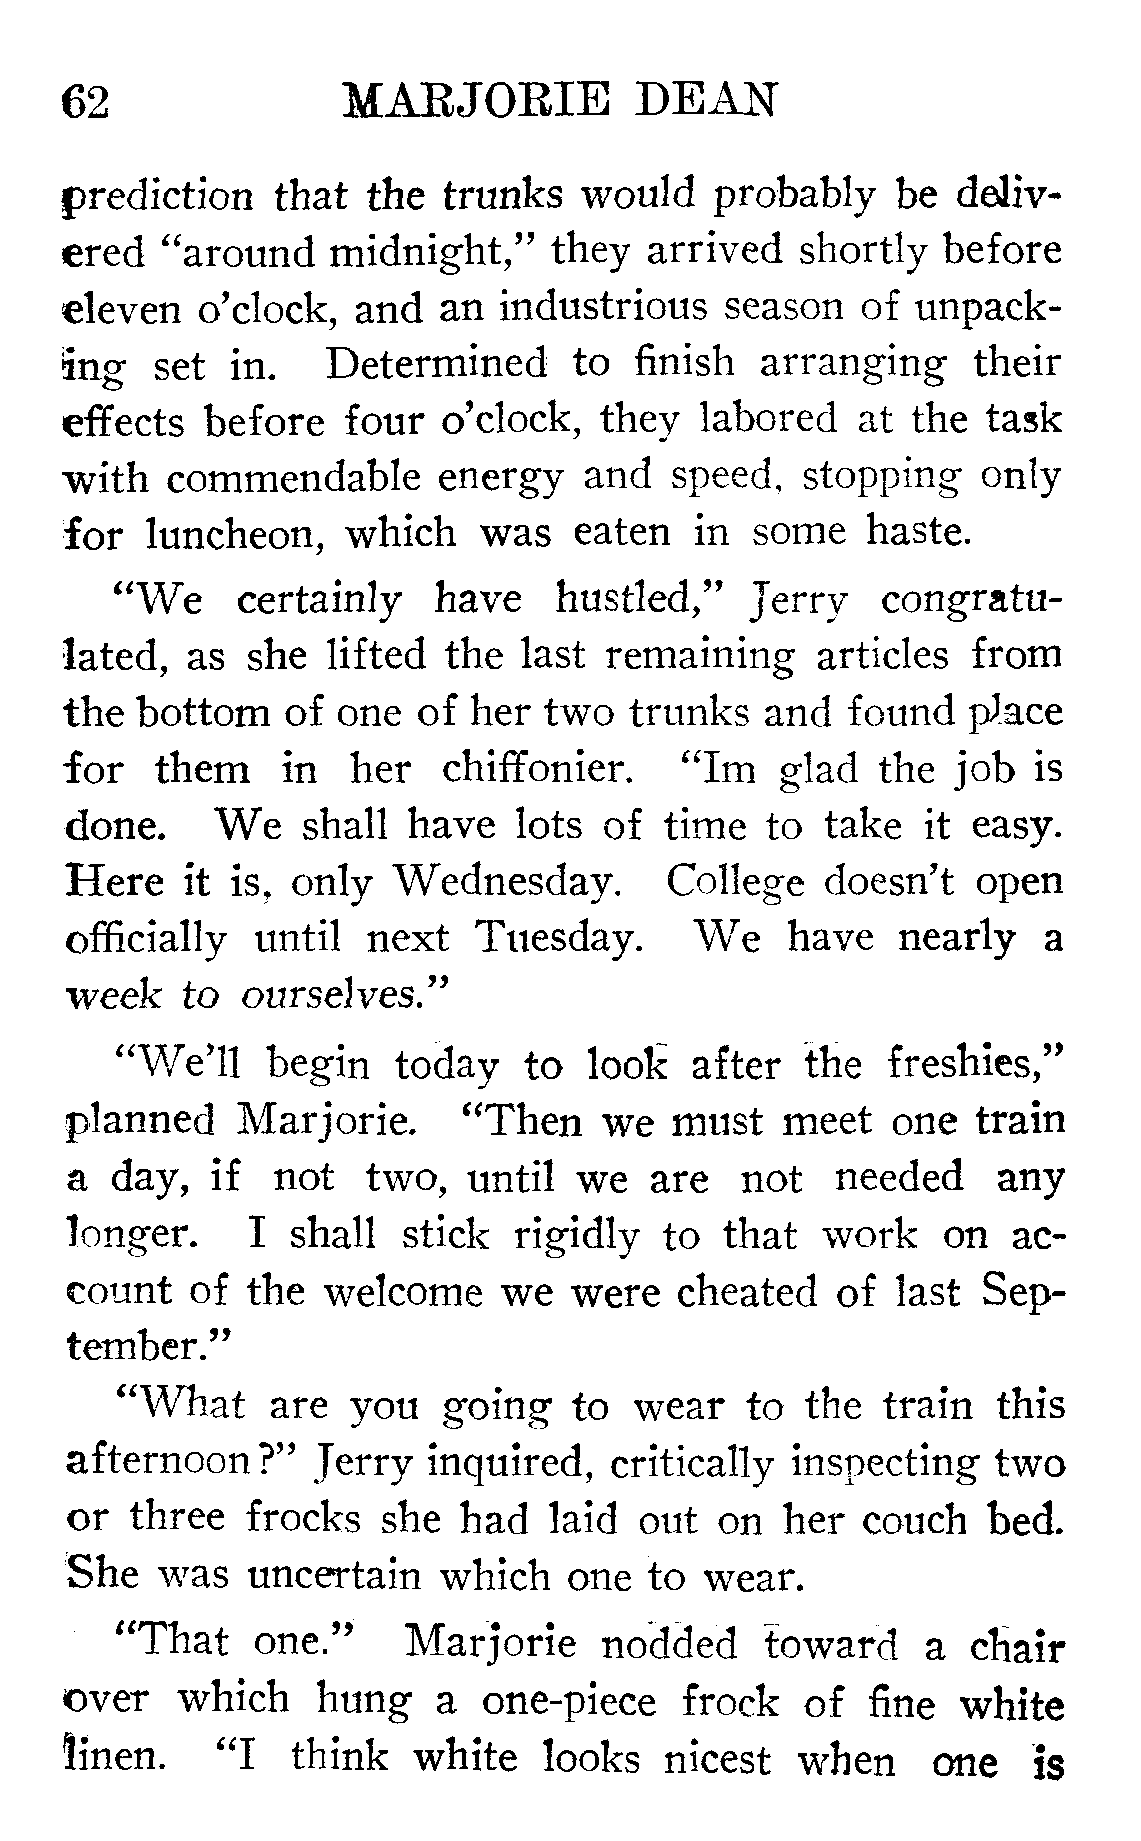 62 MARJORIE DEAN
prediction that the trunks would probably be deliv-
ered “around midnight,” they arrived shortly before
eleven o’clock, and an industrious season of unpack-
ing set in. Determined to finish arranging their
effects before four o’clock, they labored at the task
with commendable energy and speed, stopping only
for luncheon, which was eaten in some haste.
“We certainly have hustled,” Jerry congratu-
lated, as she lifted the last remaining articles from
the bottom of one of her two trunks and found place
for them in her chiffonier. “Im glad the job is
done. We shall have lots of time to take it easy.
Here it is, only Wednesday. College doesn’t open
officially until next Tuesday. We have nearly a
week to ourselves.”
“We’ll begin today to look after the freshies,”
planned Marjorie. “Then we must meet one train
a day, if not two, until we are not needed any
longer. I shall stick rigidly to that work on ac-
count of the welcome we were cheated of last Sep-
tember.”
“What are you going to wear to the train this
afternoon?” Jerry inquired, critically inspecting two
or three frocks she had laid out on her couch bed.
She was uncertain which one to wear.
“That one.” Marjorie nodded toward a chair
over which hung a one-piece frock of fine white
linen. “I think white looks nicest when one is